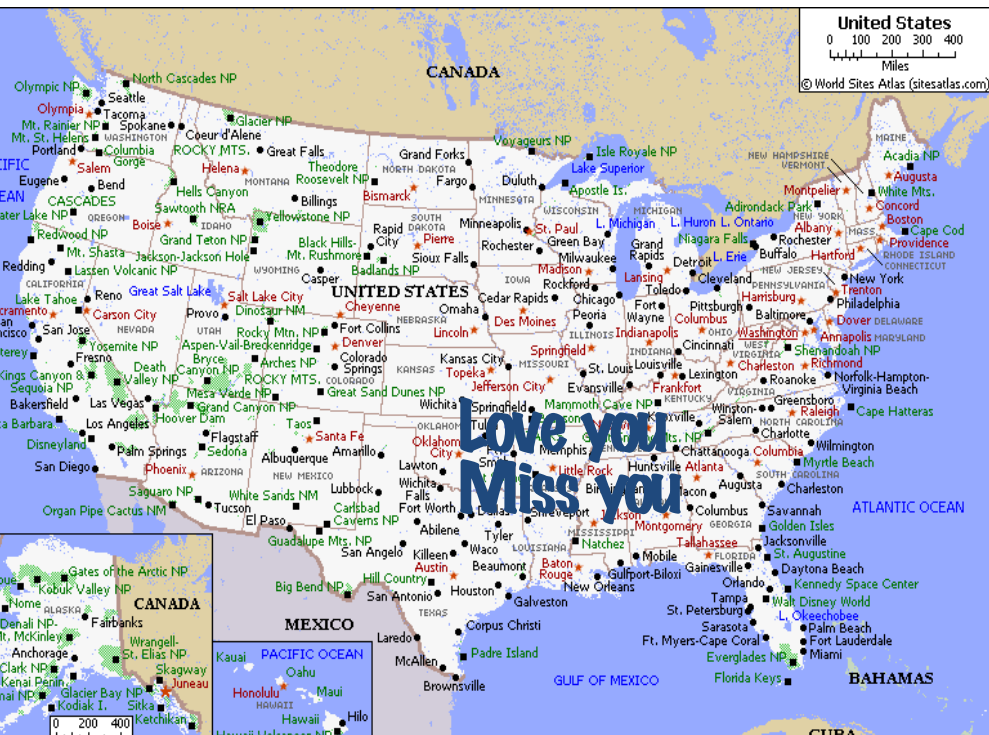 United States
0 100 200 300 400
Miles
© World Sites Atlas (sitesatlas.com)
CANADA
North Cascades NP
Olympic NP
Seattle
Olympia
Tacoma
Glacier NP
Mt. Rainier NP
Spokane
Mt. St. Helens
WASHINGTON
Coeur d'Alene
Portland
Columbia
Gorge
ROCKY MTS.
Great Falls
Salem
Helena
MONTANA
Eugene
Bend
Hells Canyon
Billings
CASCADES
Sawtooth NRA
OREGON
Boise
IDAHO
Yellowstone NP
Redwood NP
Grand Teton NP
Mt. Shasta
Jackson-Jackson Hole
Redding
Lassen Volcanic NP
WYOMING
Casper
CALIFORNIA
Great Salt Lake
Lake Tahoe
Reno
Salt Lake City
Cheyenne
Carson City
Provo
Dinosaur NM
San Jose
NEVADA
UTAH
Rocky Mtn. NP
Fort Collins
Yosemite NP
Aspen-Vail-Breckenridge
Denver
Fresno
Bryce
Canyon NP
Arches NP
Colorado
Springs
Death
Valley NP
ROCKY MTS.
COLORADO
Kings Canyon &
Sequoia NP
Mesa Verde NP
Great Sand Dunes NP
Bakersfield
Las Vegas
Grand Canyon NP
Hoover Dam
Taos
Los Angeles
Flagstaff
Santa Fe
Disneyland
Palm Springs
Sedona
Albuquerque
Amarillo
San Diego
Phoenix
ARIZONA
NEW MEXICO
Saguaro NP
White Sands NM
Lubbock
Organ Pipe Cactus NM
Tucson
El Paso
Carlsbad
Caverns NP
Guadalupe Mts. NP
Theodore
Roosevelt NP
NORTH DAKOTA
Grand Forks
Bismarck
Fargo
Voyageurs NP
Isle Royale NP
Lake Superior
Duluth
Apostle Is.
MINNESOTA
SOUTH
DAKOTA
Rapid
City
Pierre
Black Hills-
Mt. Rushmore
Badlands NP
Sioux Falls
Minneapolis
St. Paul
Rochester
WISCONSIN
Green Bay
Milwaukee
Madison
Rockford
L. Michigan
MICHIGAN
L. Huron
L. Ontario
Grand
Rapids
Lansing
Detroit
L. Erie
Toledo
Cleveland
UNITED STATES
IOWA
Cedar Rapids
Chicago
Omaha
NEBRASKA
Lincoln
Des Moines
Peoria
Fort
Wayne
ILLINOIS
Indianapolis
INDIANA
Columbus
OHIO
Cincinnati
Springfield
Kansas City
KANSAS
Topeka
MISSOURI
Jefferson City
St. Louis
Louisville
Evansville
Lexington
Frankfort
KENTUCKY
Wichita
Springfield
Mammoth Cave NP
Love you
Miss you
Oklahoma
City
Memphis
Chattanooga
Lawton
Little Rock
Huntsville
Atlanta
Wichita
Falls
Fort Worth
Columbus
Montgomery
GEORGIA
Abilene
Tyler
MISSISSIPPI
Natchez
San Angelo
Killeen
Waco
LOUISIANA
Tallahassee
FLORIDA
Austin
Beaumont
Baton
Rouge
Mobile
Gulfport-Biloxi
New Orleans
Hill Country
Big Bend NP
San Antonio
Houston
Galveston
TEXAS
Corpus Christi
Laredo
Padre Island
McAllen
Brownsville
MEXICO
GULF OF MEXICO
MAINE
Acadia NP
NEW HAMPSHIRE
VERMONT
Augusta
Montpelier
White Mts.
Adirondack Park
Concord
NEW YORK
Boston
Albany
MASS.
Cape Cod
Niagara Falls
Rochester
Providence
Buffalo
Hartford
RHODE ISLAND
CONNECTICUT
NEW JERSEY
PENNSYLVANIA
New York
Trenton
Pittsburgh
Harrisburg
Philadelphia
Baltimore
Dover
DELAWARE
Washington
Annapolis
MARYLAND
WEST
VIRGINIA
Shenandoah NP
Charleston
Richmond
Roanoke
Norfolk-Hampton-
Virginia Beach
VIRGINIA
Greensboro
Winston-
Salem
Raleigh
Cape Hatteras
NORTH CAROLINA
Charlotte
Wilmington
Columbia
Myrtle Beach
SOUTH CAROLINA
Augusta
Charleston
ATLANTIC OCEAN
Savannah
Golden Isles
Jacksonville
St. Augustine
Gainesville
Daytona Beach
Orlando
Kennedy Space Center
Tampa
Walt Disney World
St. Petersburg
L. Okeechobee
Sarasota
Palm Beach
Ft. Myers-Cape Coral
Fort Lauderdale
Miami
Everglades NP
Florida Keys
BAHAMAS
CUBA
Gates of the Arctic NP
Kobuk Valley NP
Nome
ALASKA
CANADA
Fairbanks
Denali NP-
Mt. McKinley
Wrangell-
St. Elias NP
Anchorage
Skagway
Juneau
Glacier Bay NP
Kodiak I.
Sitka
Ketchikan
0 200 400
PACIFIC OCEAN
Kauai
Oahu
Honolulu
Maui
HAWAII
Hawaii
Hilo